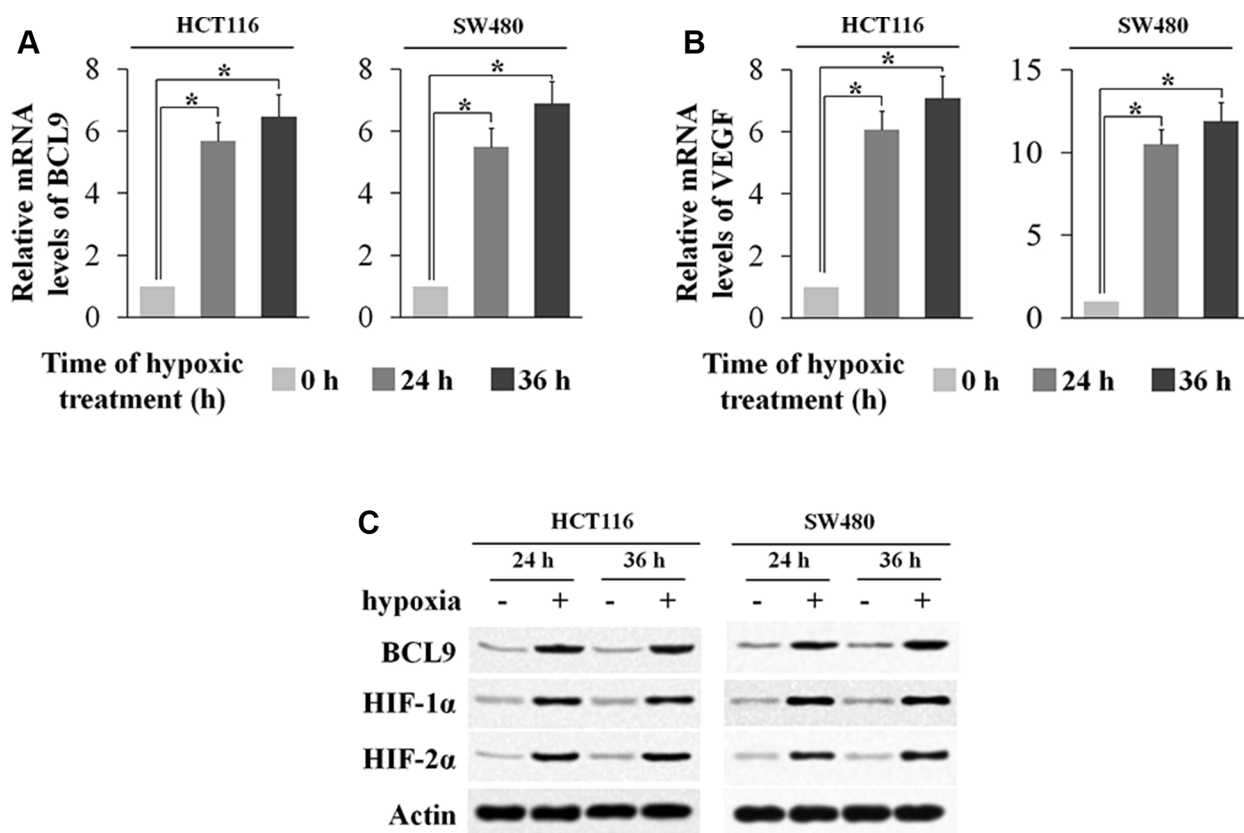 A
HCT116
SW480
Relative mRNA
levels of BCL9
8
6
4
2
0
*
*
8
6
4
2
0
*
*
Time of hypoxic
treatment (h)
0 h
24 h
36 h
B
HCT116
SW480
Relative mRNA
levels of VEGF
8
6
4
2
0
*
*
15
10
5
0
*
*
Time of hypoxic
treatment (h)
0 h
24 h
36 h
C
HCT116
SW480
24 h
36 h
24 h
36 h
hypoxia - + - + - + - +
BCL9
HIF-1α
HIF-2α
Actin